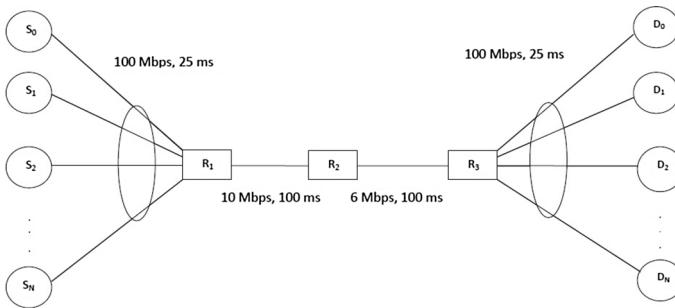 S0
D0
100 Mbps, 25 ms
100 Mbps, 25 ms
S1
D1
S2
R1
R2
R3
D2
10 Mbps, 100 ms
6 Mbps, 100 ms
SN
DN